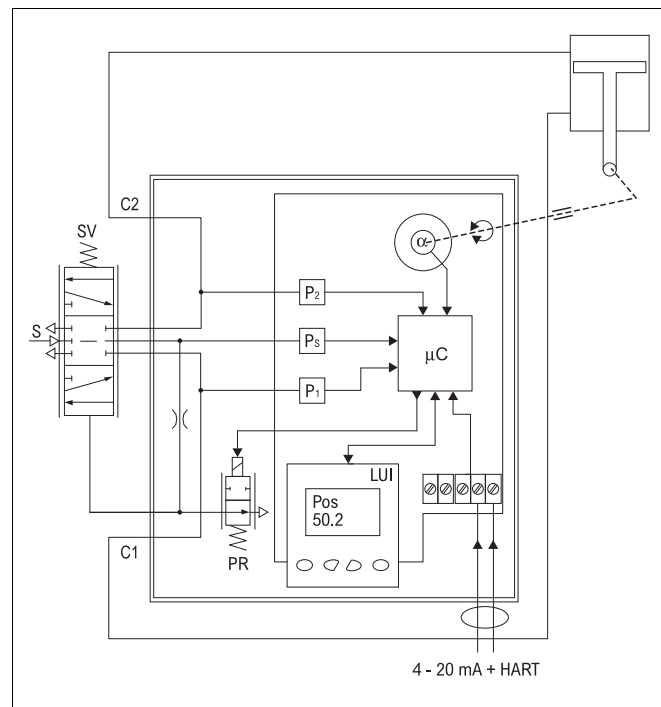 C2
SV
S
α
P2
PS
P1
μC
LUI
Pos
50.2
PR
C1
4 - 20 mA + HART